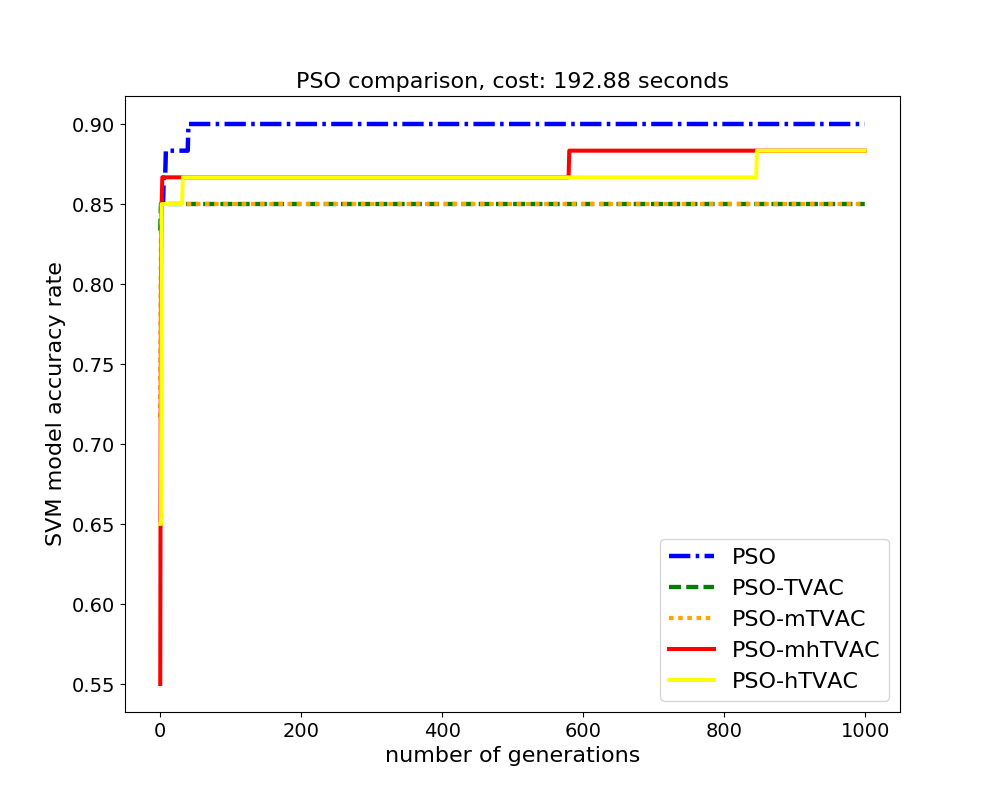 PSO comparison, cost: 192.88 seconds
SVM model accuracy rate
0.90
0.85
0.80
0.75
0.70
0.65
0.60
0.55
0 200 400 600 800 1000
number of generations
PSO
PSO-TVAC
PSO-mTVAC
PSO-mhTVAC
PSO-hTVAC